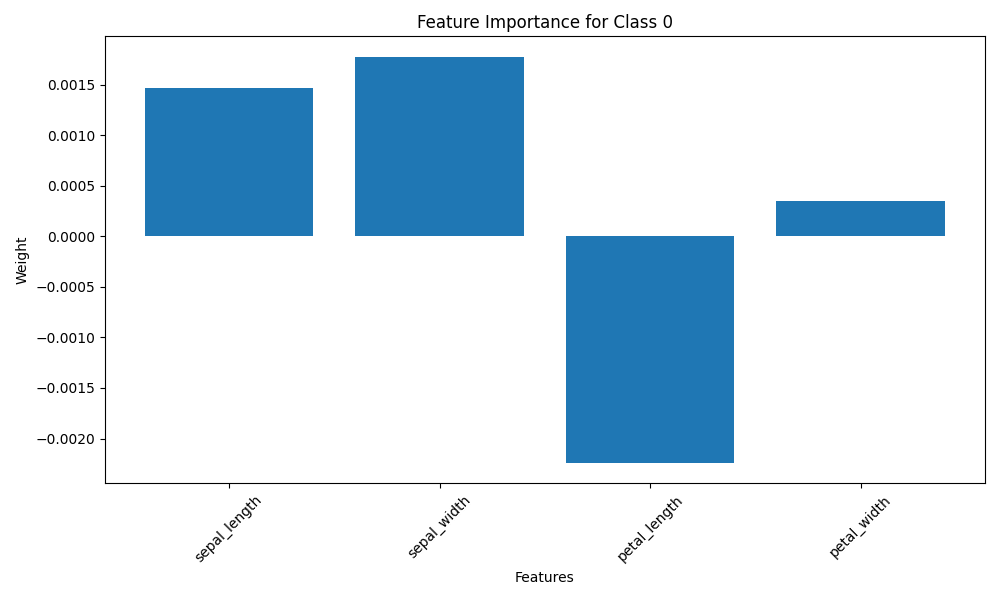 Feature Importance for Class 0
0.0015
0.0010
0.0005
0.0000
−0.0005
−0.0010
−0.0015
−0.0020
Weight
sepal_length
sepal_width
petal_length
petal_width
Features